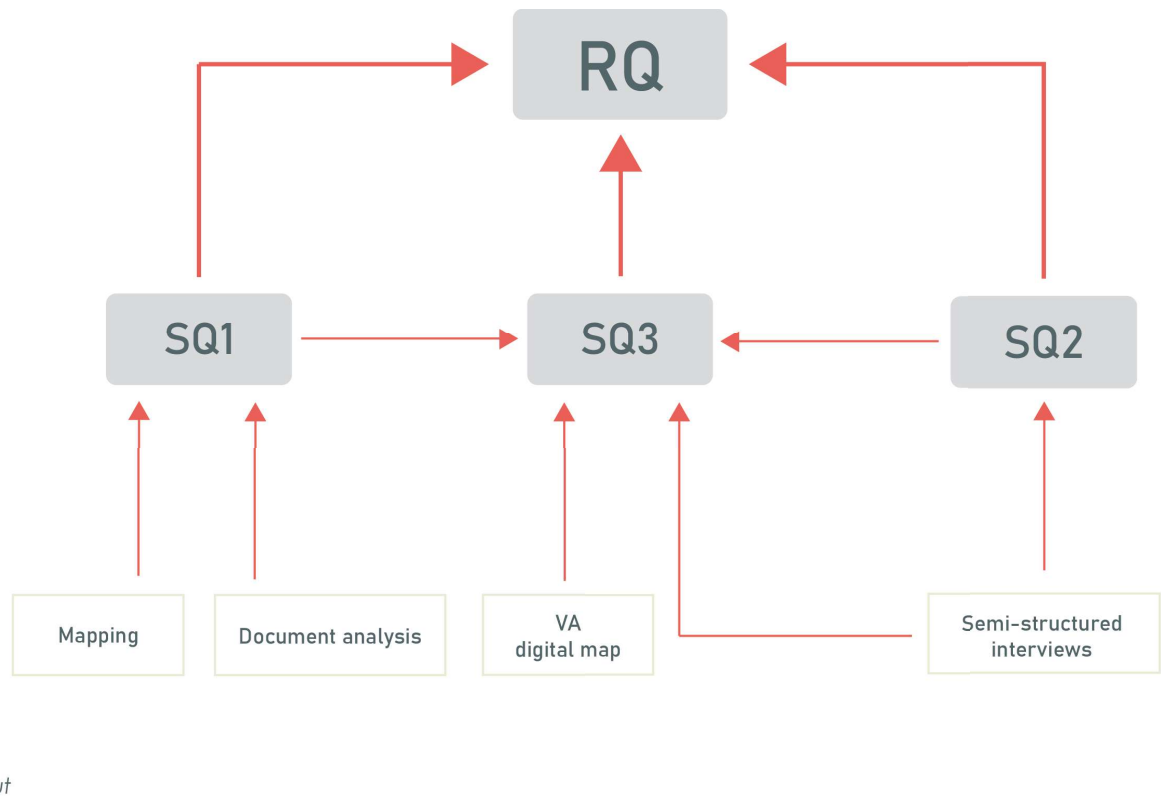 RQ
SQ1
SQ3
SQ2
Mapping
Document analysis
VA
digital map
Semi-structured
interviews